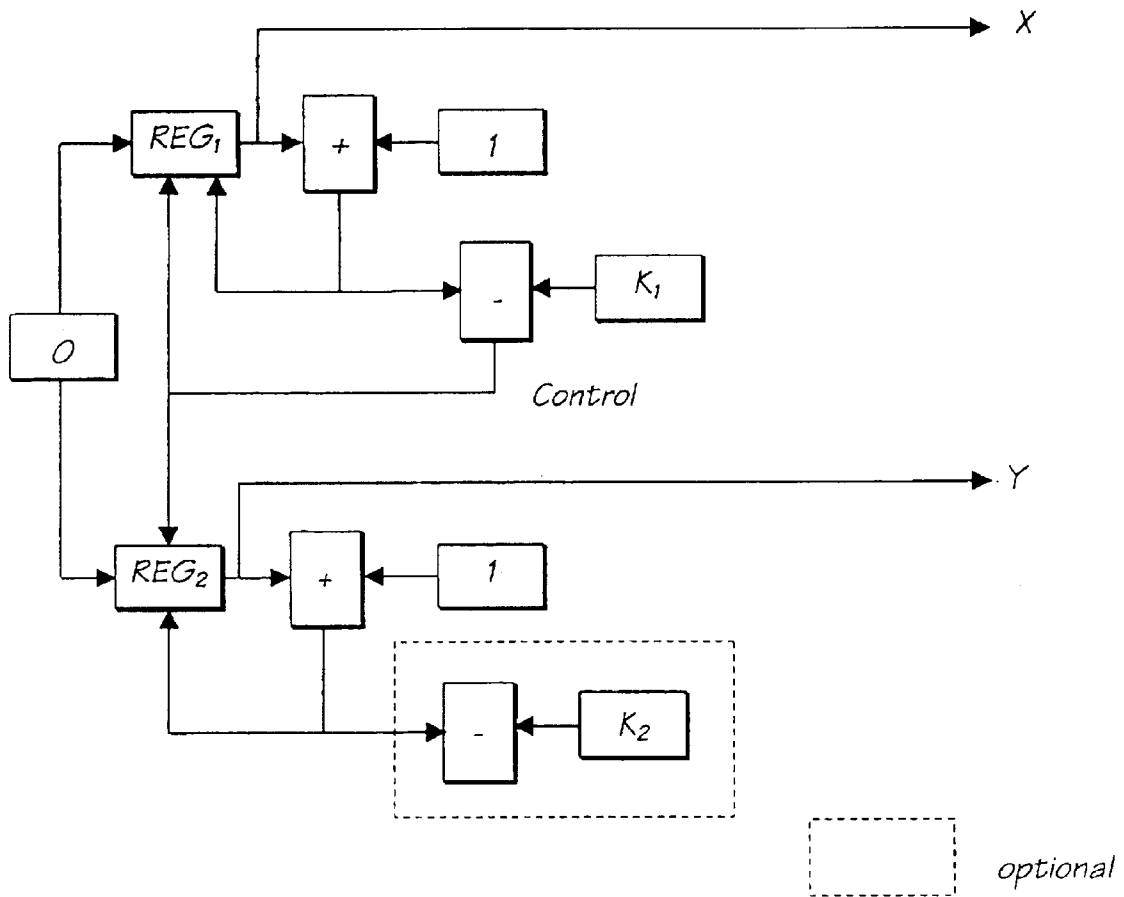 X
REG₁
+
1
-
K₁
0
Control
Y
REG₂
+
1
-
K₂
optional